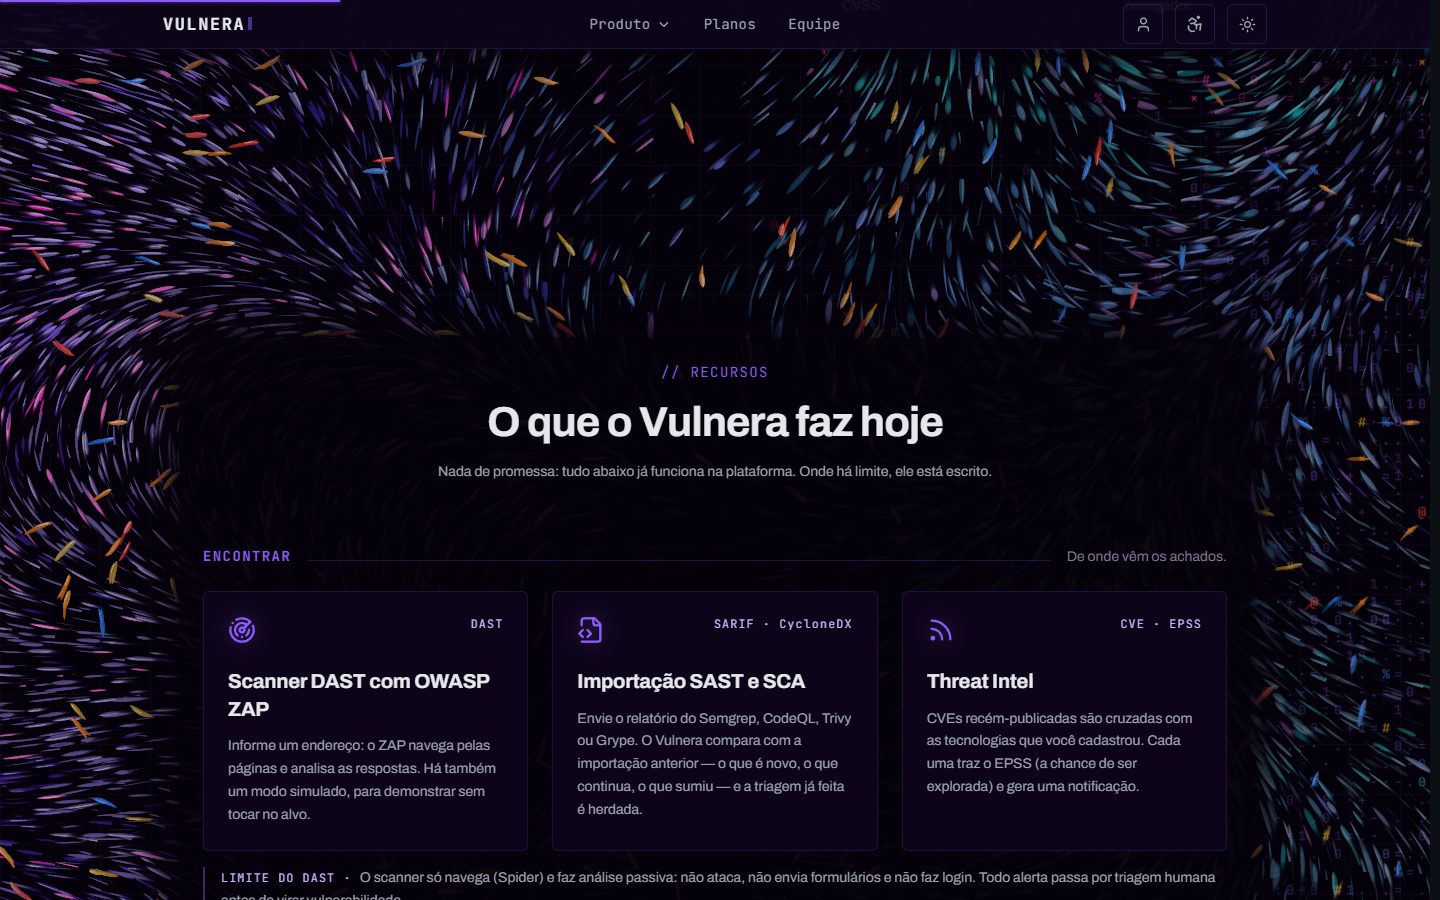 VULNERA
Produto
Planos
Equipe
CVSS.
navegador.
// RECURSOS
O que o Vulnera faz hoje
Nada de promessa: tudo abaixo já funciona na plataforma. Onde há limite, ele está escrito.
ENCONTRAR
De onde vêm os achados.
DAST
Scanner DAST com OWASP
ZAP
Informe um endereço: o ZAP navega pelas
páginas e analisa as respostas. Há também
um modo simulado, para demonstrar sem
tocar no alvo.
SARIF · CycloneDX
Importação SAST e SCA
Envie o relatório do Semgrep, CodeQL, Trivy
ou Grype. O Vulnera compara com a
importação anterior — o que é novo, o que
continua, o que sumiu — e a triagem já feita
é herdada.
CVE · EPSS
Threat Intel
CVEs recém-publicadas são cruzadas com
as tecnologias que você cadastrou. Cada
uma traz o EPSS (a chance de ser
explorada) e gera uma notificação.
LIMITE DO DAST · O scanner só navega (Spider) e faz análise passiva: não ataca, não envia formulários e não faz login. Todo alerta passa por triagem humana
antes de virar vulnerabilidade.